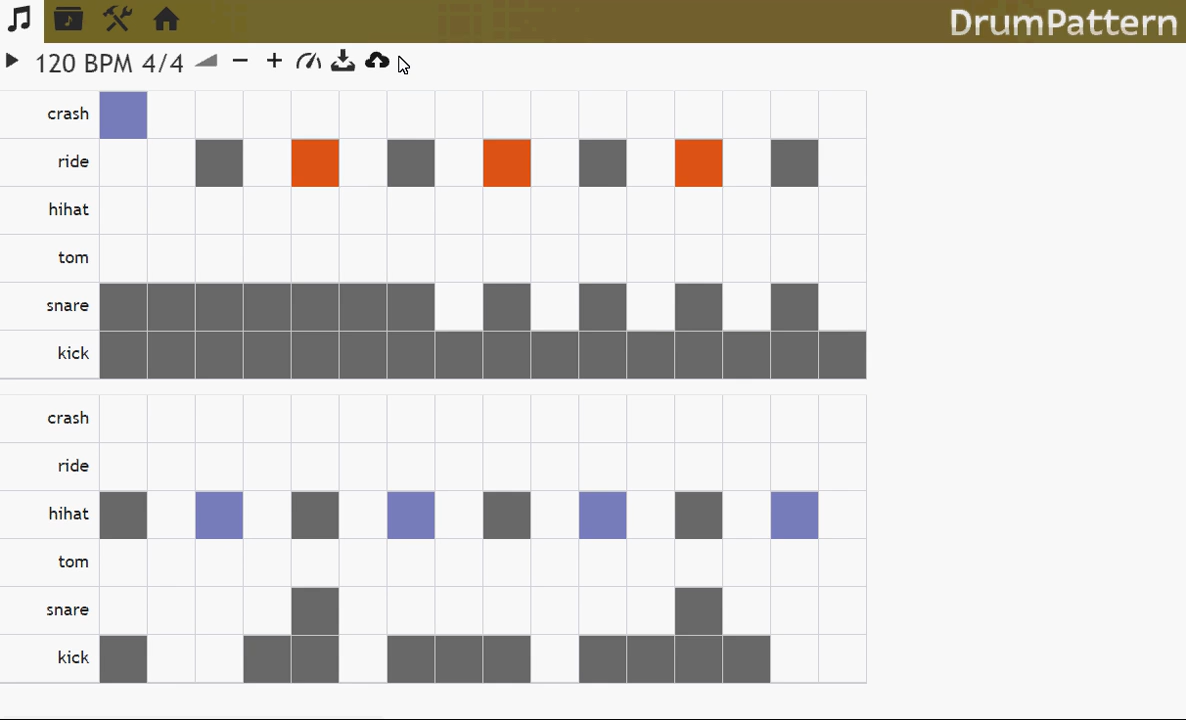 DrumPattern
120 BPM 4/4
crash
ride
hihat
tom
snare
kick
crash
ride
hihat
tom
snare
kick